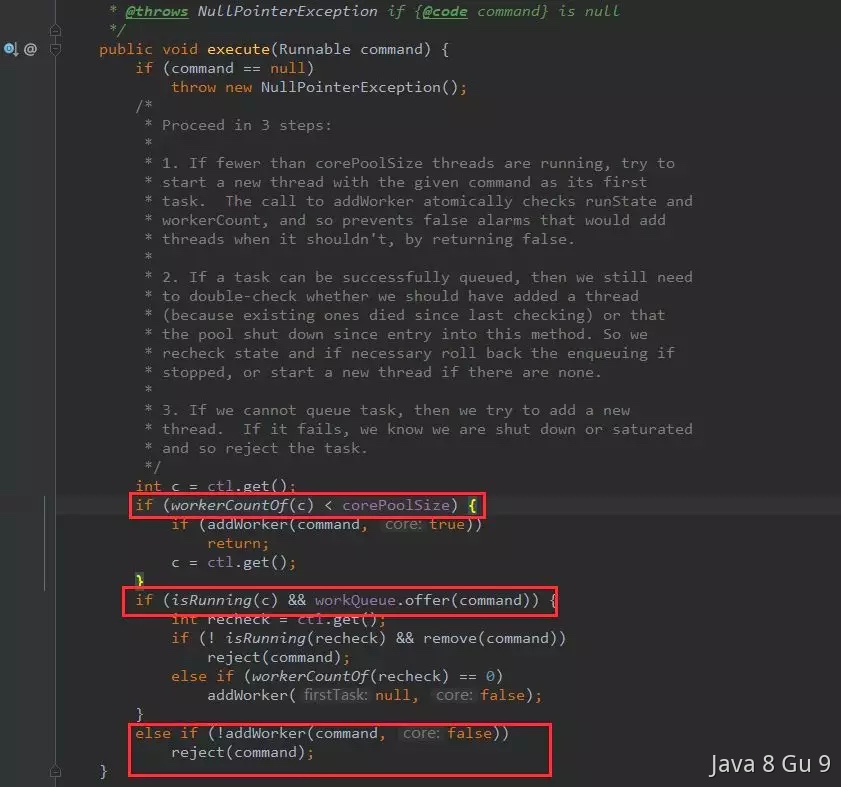 * @throws NullPointerException if {@code command} is null
*/
public void execute(Runnable command) {
if (command == null)
throw new NullPointerException();
/*
* Proceed in 3 steps:
*
* 1. If fewer than corePoolSize threads are running, try to
* start a new thread with the given command as its first
* task.  The call to addWorker atomically checks runState and
* workerCount, and so prevents false alarms that would add
* threads when it shouldn't, by returning false.
*
* 2. If a task can be successfully queued, then we still need
* to double-check whether we should have added a thread
* (because existing ones died since last checking) or that
* the pool shut down since entry into this method. So we
* recheck state and if necessary roll back the enqueuing if
* stopped, or start a new thread if there are none.
*
* 3. If we cannot queue task, then we try to add a new
* thread.  If it fails, we know we are shut down or saturated
* and so reject the task.
*/
int c = ctl.get();
if (workerCountOf(c) < corePoolSize) {
if (addWorker(command, core: true))
return;
c = ctl.get();
}
if (isRunning(c) && workQueue.offer(command)) {
int recheck = ctl.get();
if (! isRunning(recheck) && remove(command))
reject(command);
else if (workerCountOf(recheck) == 0)
addWorker( firstTask: null, core: false);
}
else if (!addWorker(command, core: false))
reject(command);
}
Java 8 Gu 9